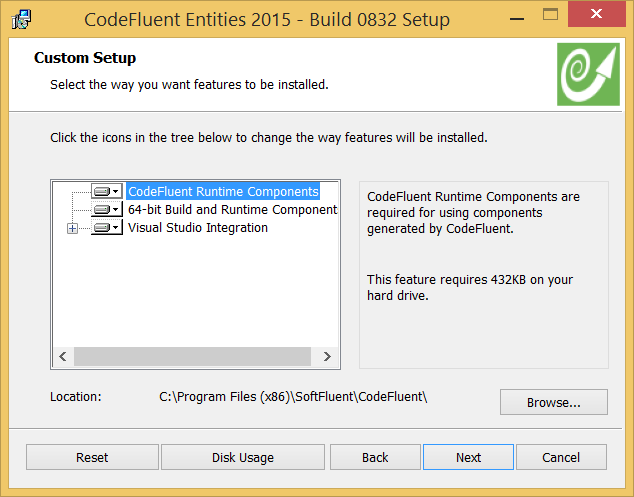 CodeFluent Entities 2015 - Build 0832 Setup
Custom Setup
Select the way you want features to be installed.
Click the icons in the tree below to change the way features will be installed.
CodeFluent Runtime Components
64-bit Build and Runtime Component
Visual Studio Integration
CodeFluent Runtime Components are
required for using components
generated by CodeFluent.
This feature requires 432KB on your
hard drive.
Location:
C:\Program Files (x86)\SoftFluent\CodeFluent\
Browse...
Reset
Disk Usage
Back
Next
Cancel